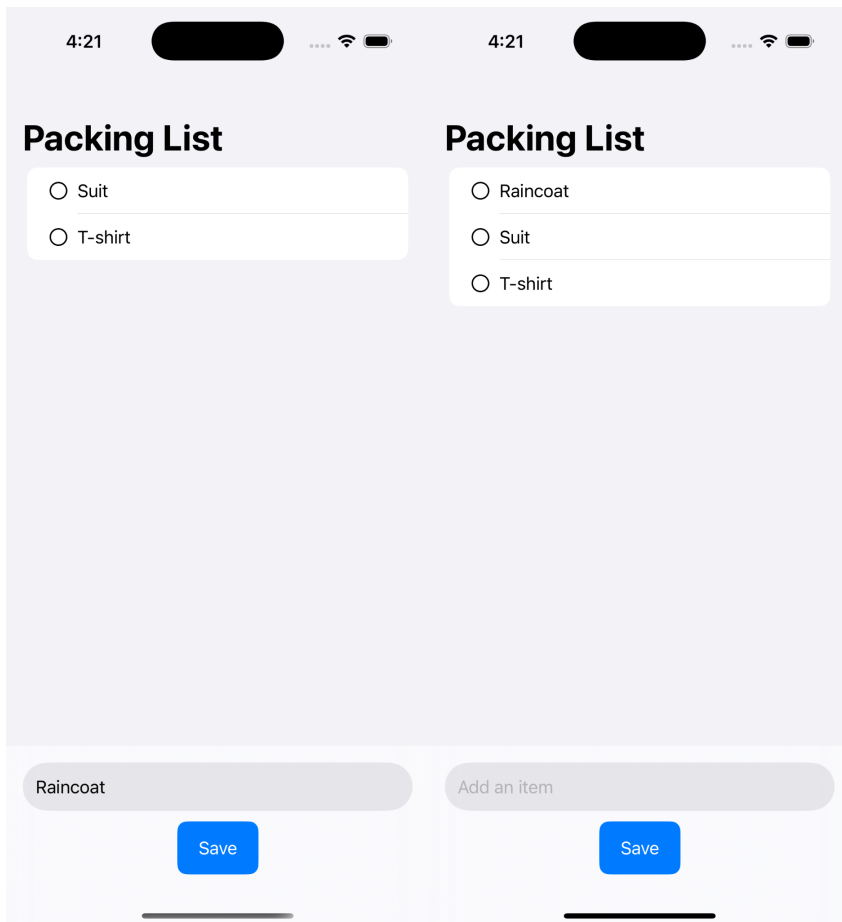 4:21
Packing List
Suit
T-shirt
Raincoat
Save
4:21
Packing List
Raincoat
Suit
T-shirt
Add an item
Save